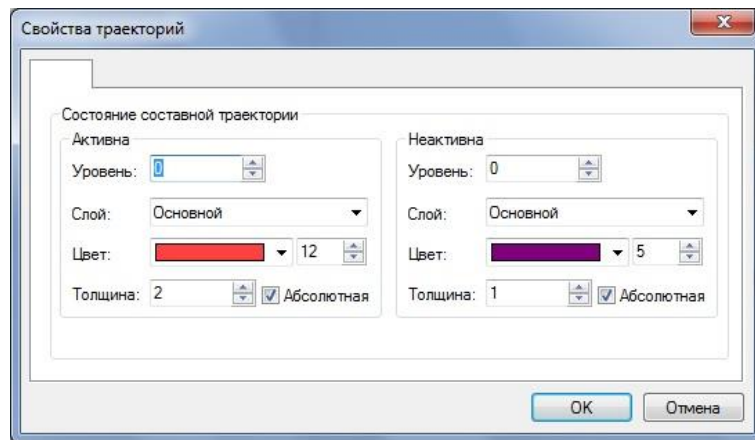 Свойства траекторий
Состояние составной траектории
Активна
Уровень: 0
Слой: Основной
Цвет: 12
Толщина: 2 Абсолютная
Неактивна
Уровень: 0
Слой: Основной
Цвет: 5
Толщина: 1 Абсолютная
OK Отмена